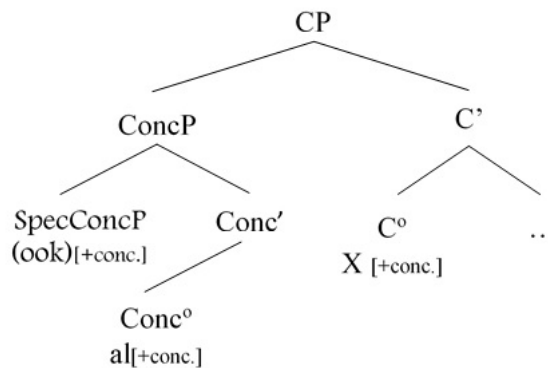 CP
ConcP C'
SpecConcP Conc' Cº ..
(ook)[+conc.] X [+conc.]
Concº
al[+conc.]